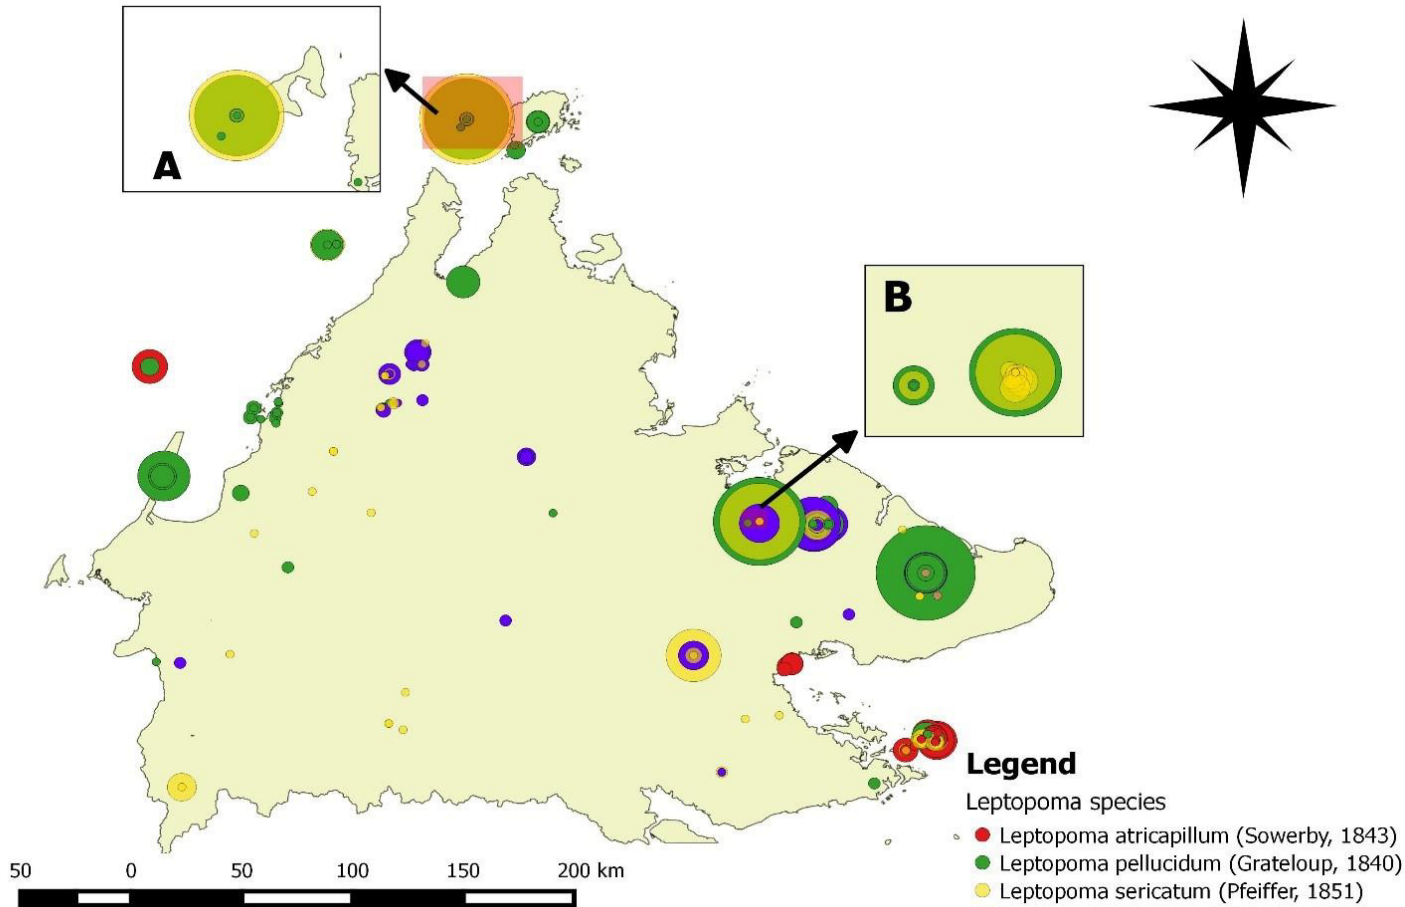 A
B
Legend
Leptopoma species
Leptopoma atricapillum (Sowerby, 1843)
Leptopoma pellucidum (Grateloup, 1840)
Leptopoma sericatum (Pfeiffer, 1851)
50 0 50 100 150 200 km